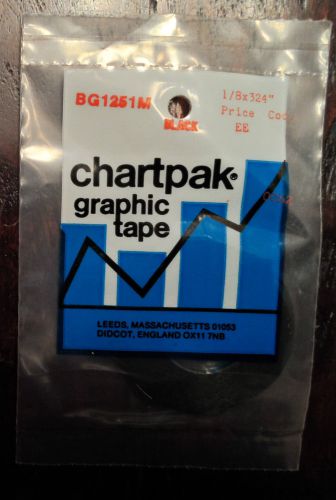 BG1251M
BLACK
1/8x324"
Price Code
EE
chartpak®
graphic
tape
LEEDS, MASSACHUSETTS 01053
DIDCOT, ENGLAND OX11 7NB